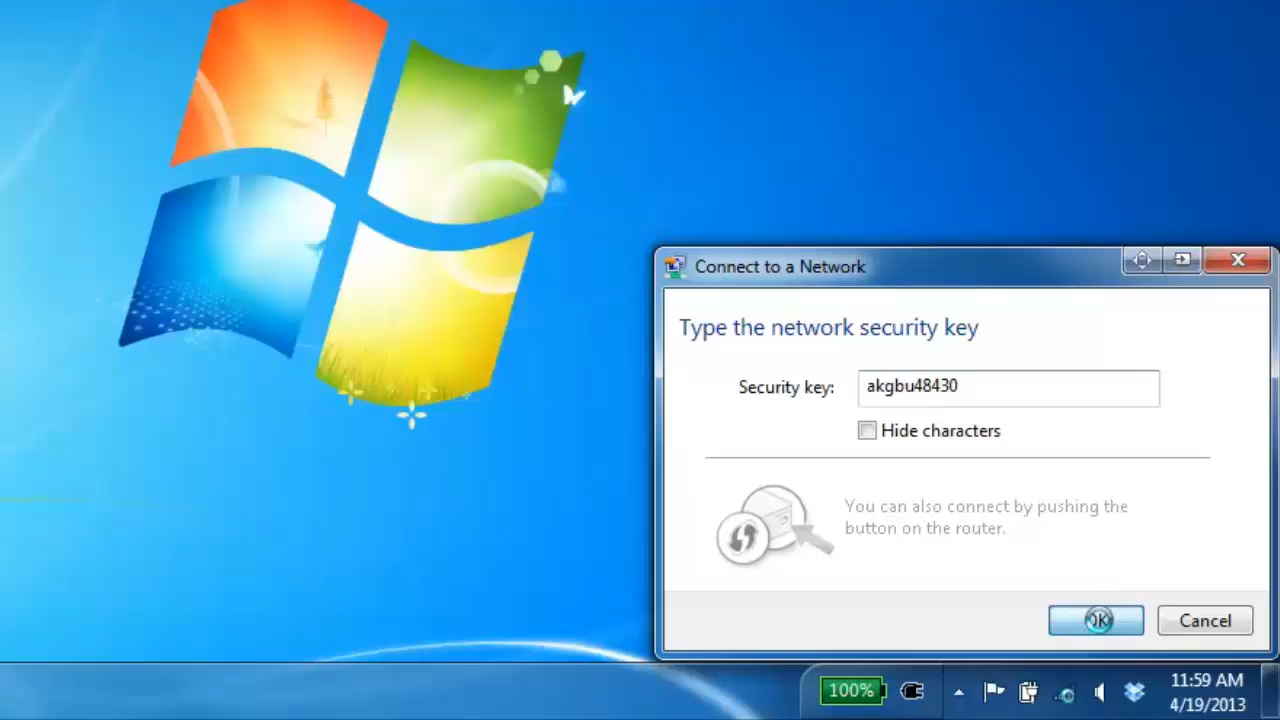 Connect to a Network
Type the network security key
Security key: akgbu48430
Hide characters
You can also connect by pushing the
button on the router.
OK Cancel
100%
11:59 AM
4/19/2013